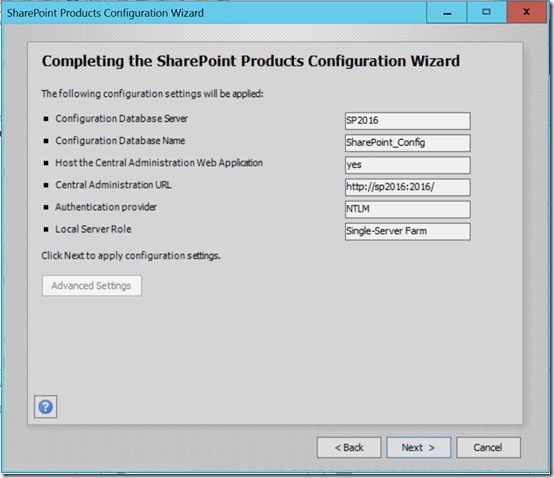 SharePoint Products Configuration Wizard
Completing the SharePoint Products Configuration Wizard
The following configuration settings will be applied:
Configuration Database Server SP2016
Configuration Database Name SharePoint_Config
Host the Central Administration Web Application yes
Central Administration URL http://sp2016:2016/
Authentication provider NTLM
Local Server Role Single-Server Farm
Click Next to apply configuration settings.
Advanced Settings
?
< Back Next > Cancel